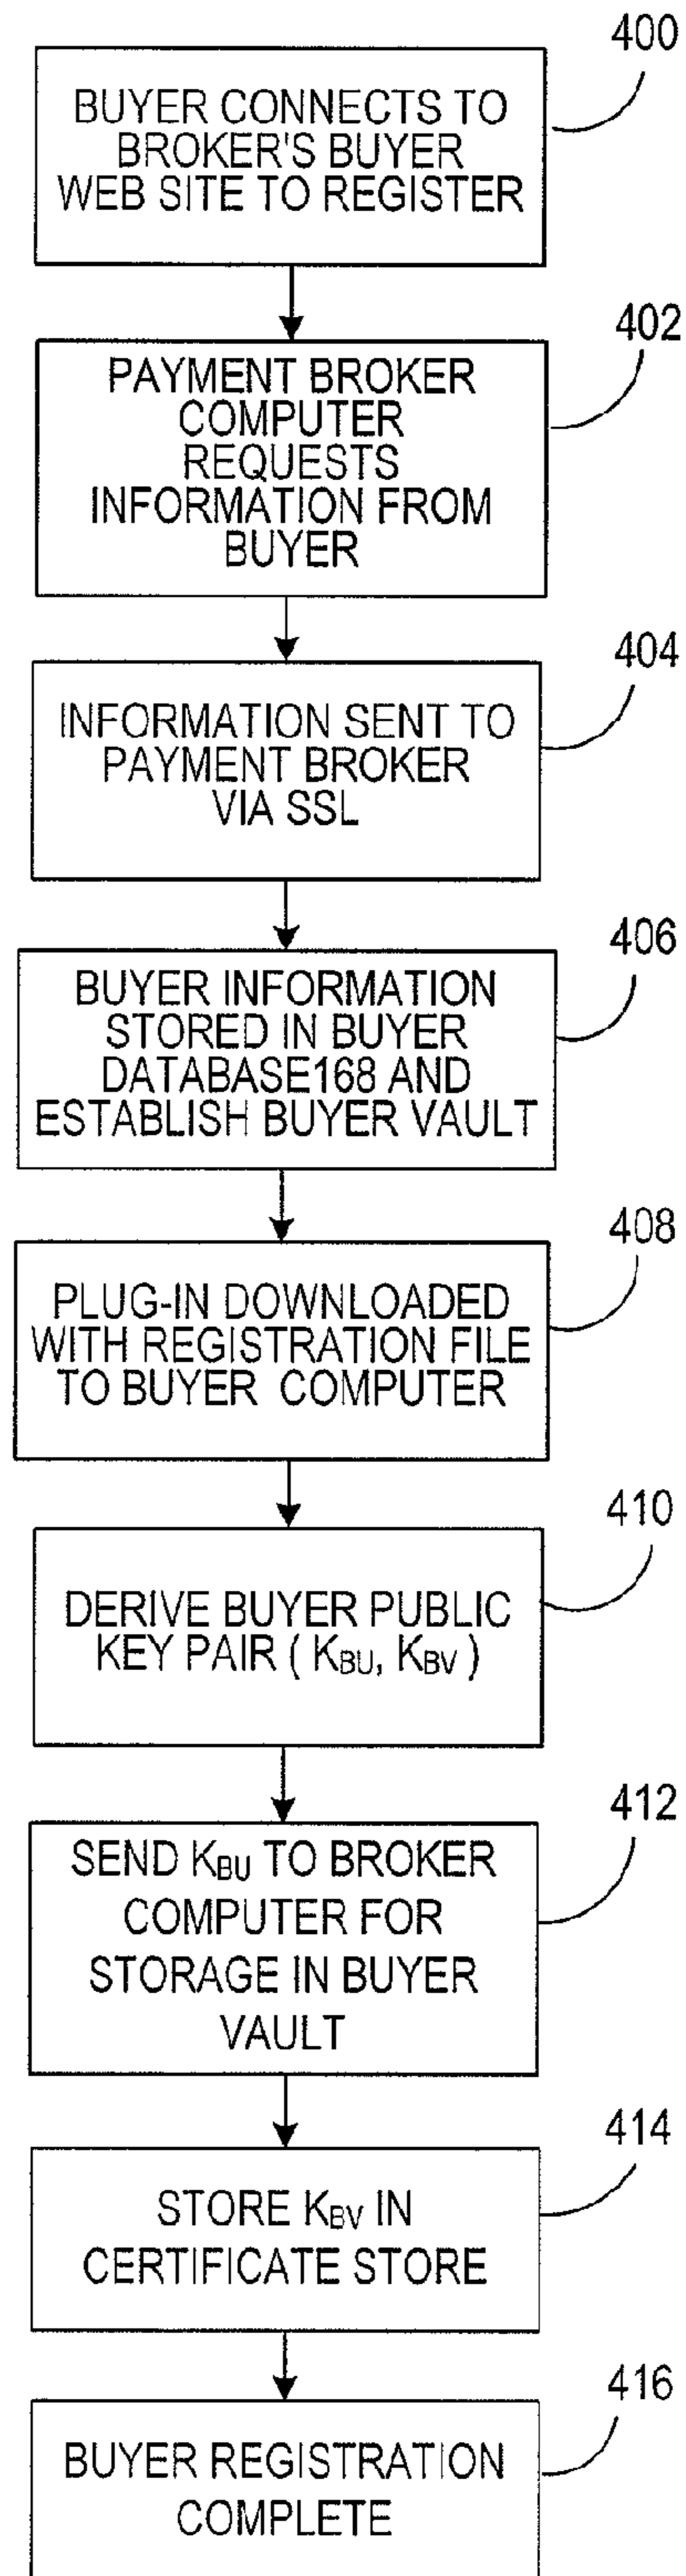 400
BUYER CONNECTS TO
BROKER'S BUYER
WEB SITE TO REGISTER
402
PAYMENT BROKER
COMPUTER
REQUESTS
INFORMATION FROM
BUYER
404
INFORMATION SENT TO
PAYMENT BROKER
VIA SSL
406
BUYER INFORMATION
STORED IN BUYER
DATABASE168 AND
ESTABLISH BUYER VAULT
408
PLUG-IN DOWNLOADED
WITH REGISTRATION FILE
TO BUYER COMPUTER
410
DERIVE BUYER PUBLIC
KEY PAIR ( KBU, KBV )
412
SEND KBU TO BROKER
COMPUTER FOR
STORAGE IN BUYER
VAULT
414
STORE KBV IN
CERTIFICATE STORE
416
BUYER REGISTRATION
COMPLETE